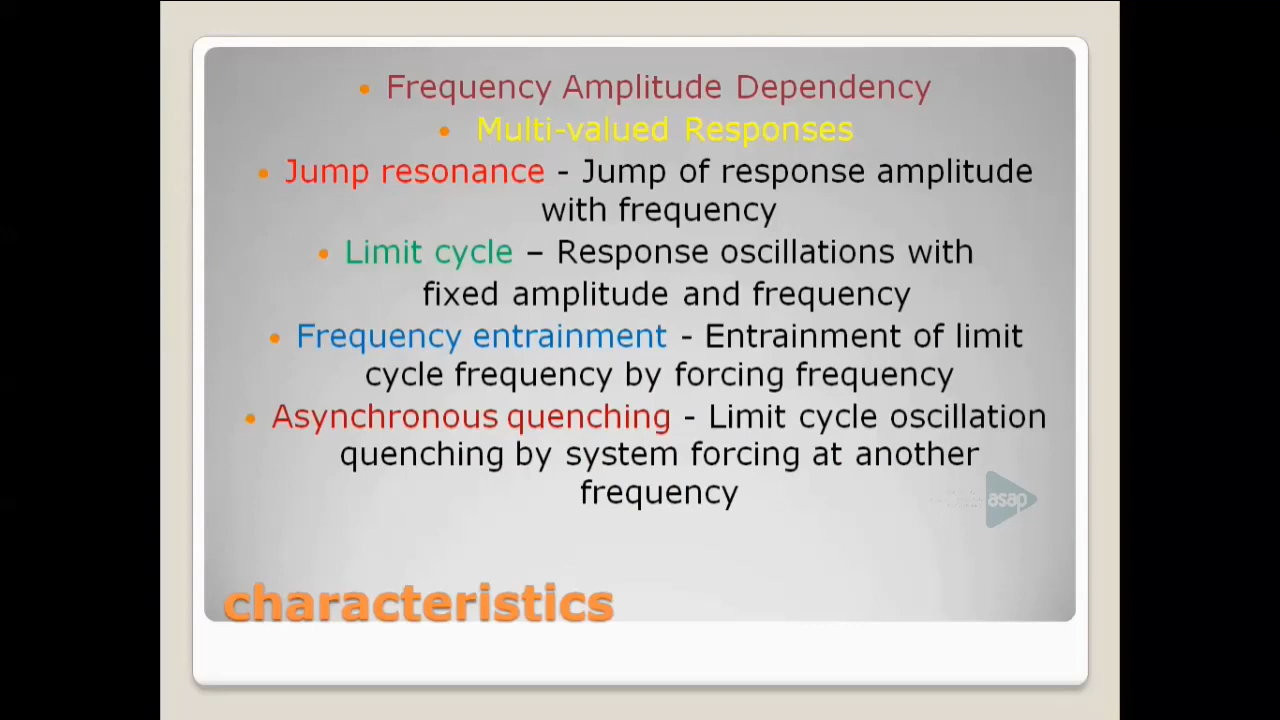 • Frequency Amplitude Dependency
• Multi-valued Responses
• Jump resonance - Jump of response amplitude
with frequency
• Limit cycle – Response oscillations with
fixed amplitude and frequency
• Frequency entrainment - Entrainment of limit
cycle frequency by forcing frequency
• Asynchronous quenching - Limit cycle oscillation
quenching by system forcing at another
frequency
asap
characteristics